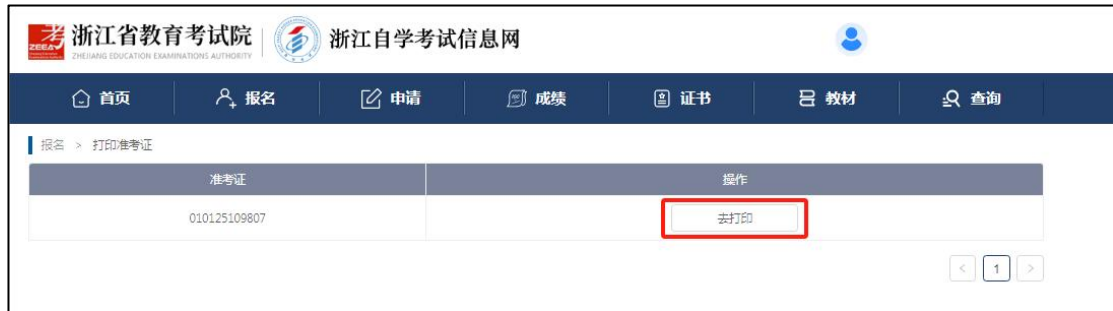 浙江省教育考试院
ZHEJIANG EDUCATION EXAMINATIONS AUTHORITY
考
ZEEA
浙江自学考试信息网
首页 报名 申请 成绩 证书 教材 查询
报名 > 打印准考证
准考证 操作
010125109807 去打印
< 1 >